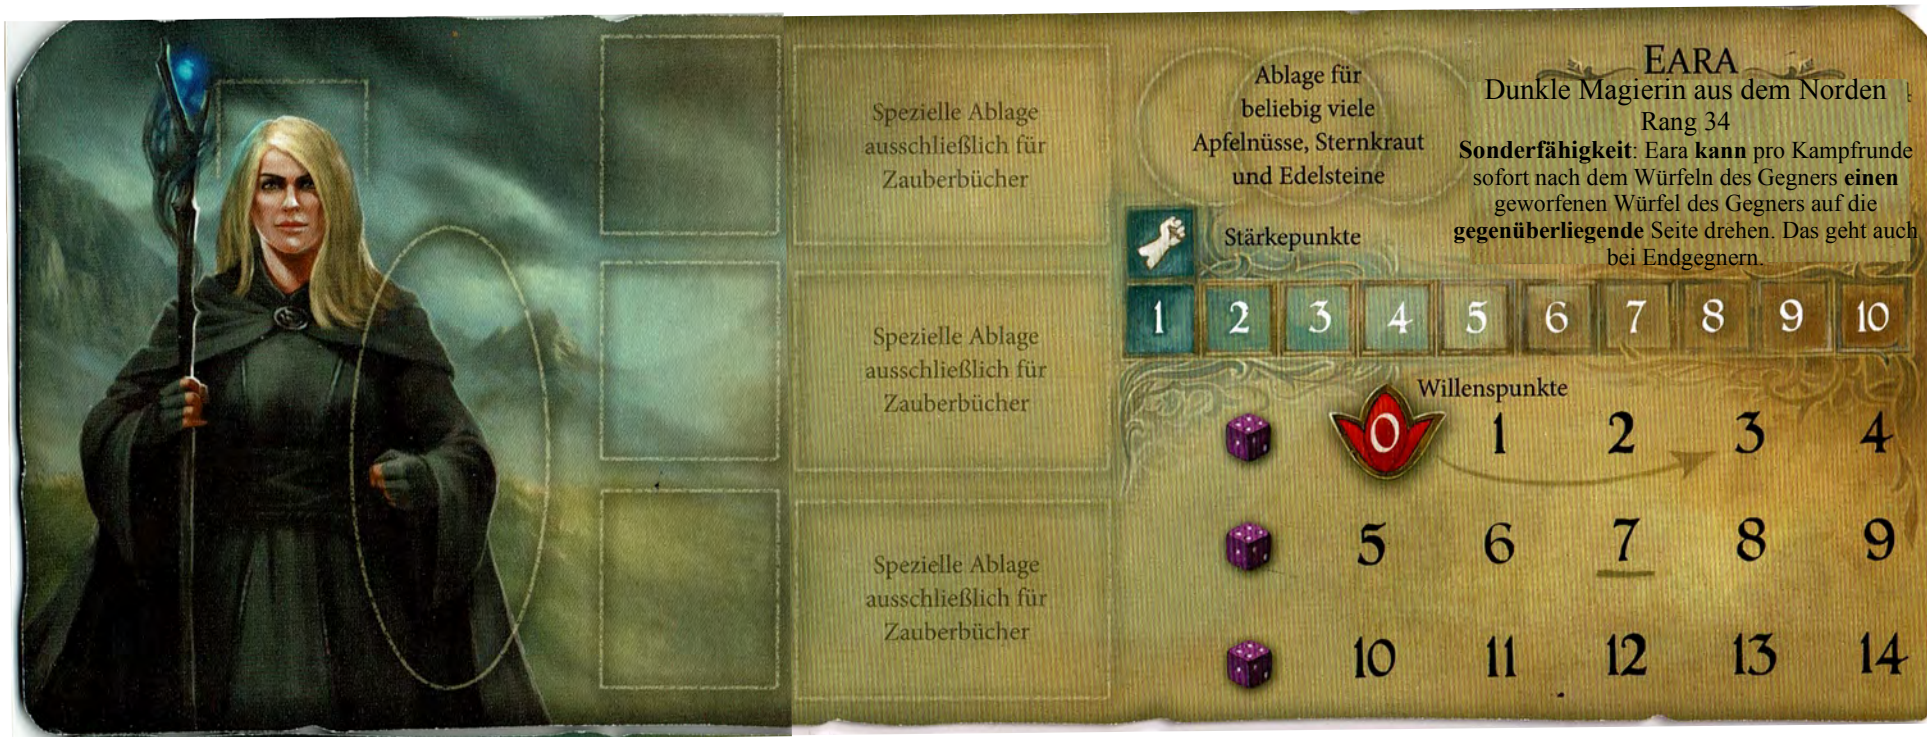 Spezielle Ablage
ausschließlich für
Zauberbücher
Spezielle Ablage
ausschließlich für
Zauberbücher
Spezielle Ablage
ausschließlich für
Zauberbücher
Ablage für
beliebig viele
Apfelnüsse, Sternkraut
und Edelsteine
EARA
Dunkle Magierin aus dem Norden
Rang 34
Sonderfähigkeit: Eara kann pro Kampfrunde
sofort nach dem Würfeln des Gegners einen
geworfenen Würfel des Gegners auf die
gegenüberliegende Seite drehen. Das geht auch
bei Endgegnern.
Stärkepunkte
1 2 3 4 5 6 7 8 9 10
Willenspunkte
0 1 2 3 4
5 6 7 8 9
10 11 12 13 14